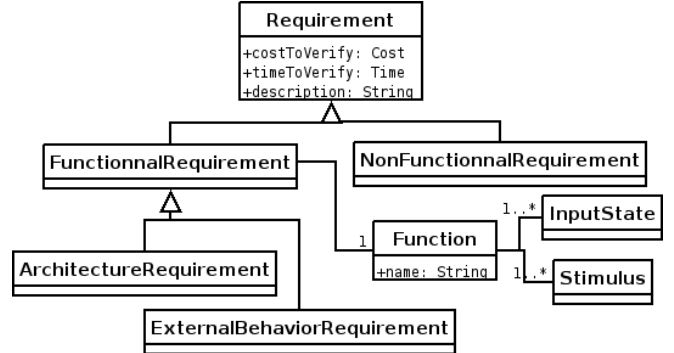 Requirement
+costToVerify: Cost
+timeToVerify: Time
+description: String
FunctionnalRequirement
NonFunctionnalRequirement
1..*
InputState
1
Function
+name: String
1..*
Stimulus
ArchitectureRequirement
ExternalBehaviorRequirement